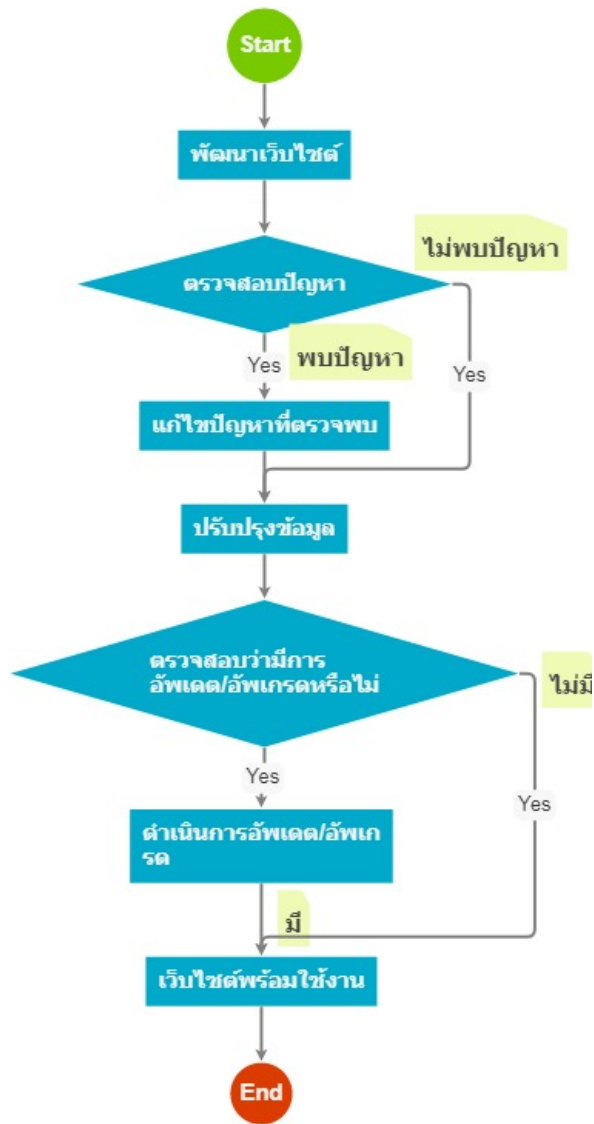 Start
พัฒนาเว็บไซต์
ไม่พบปัญหา
ตรวจสอบปัญหา
Yes
พบปัญหา
Yes
แก้ไขปัญหาที่ตรวจพบ
ปรับปรุงข้อมูล
ตรวจสอบว่ามีการ
อัพเดต/อัพเกรดหรือไม่
ไม่มี
Yes
Yes
ดำเนินการอัพเดต/อัพเก
รด
มี
เว็บไซต์พร้อมใช้งาน
End